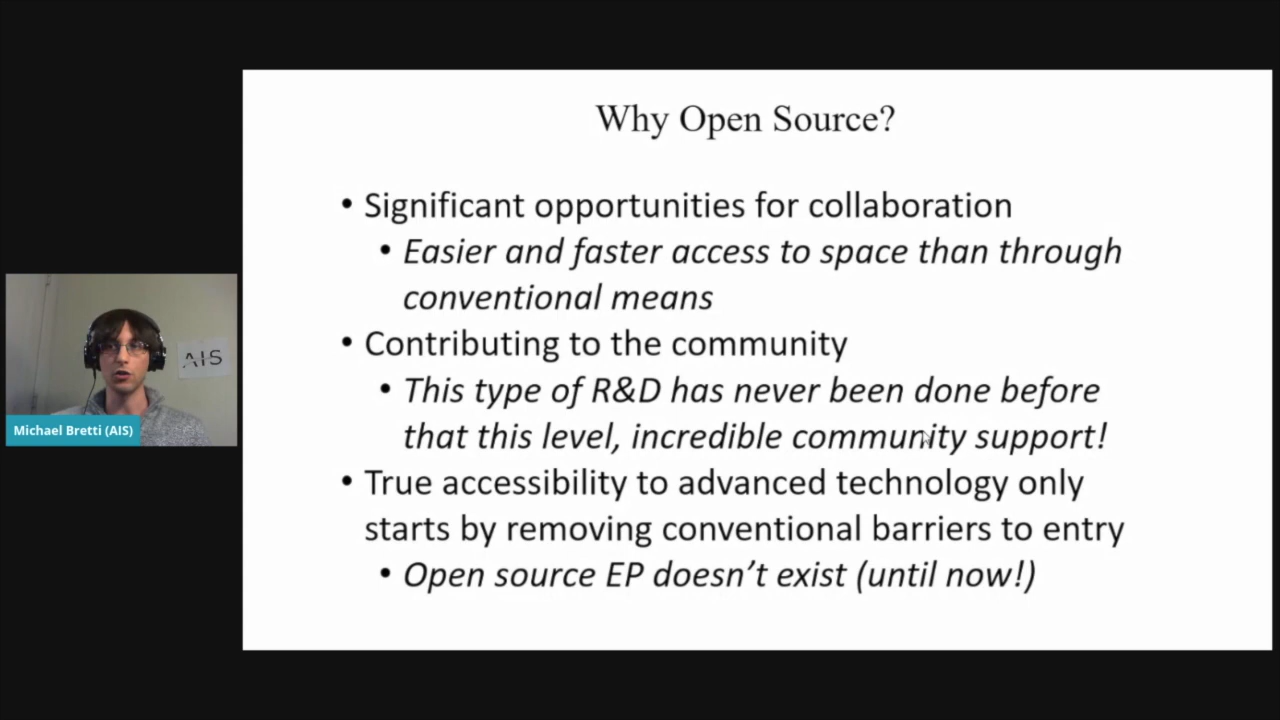 Why Open Source?
• Significant opportunities for collaboration
• Easier and faster access to space than through
conventional means
• Contributing to the community
• This type of R&D has never been done before
that this level, incredible community support!
• True accessibility to advanced technology only
starts by removing conventional barriers to entry
• Open source EP doesn’t exist (until now!)
AIS
Michael Bretti (AIS)